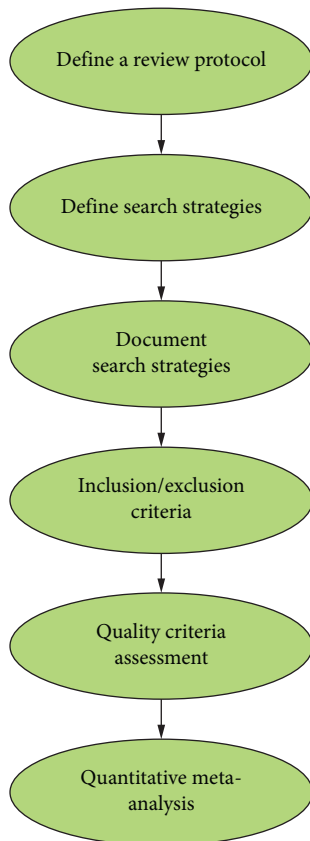 Define a review protocol
Define search strategies
Document
search strategies
Inclusion/exclusion
criteria
Quality criteria
assessment
Quantitative meta-
analysis